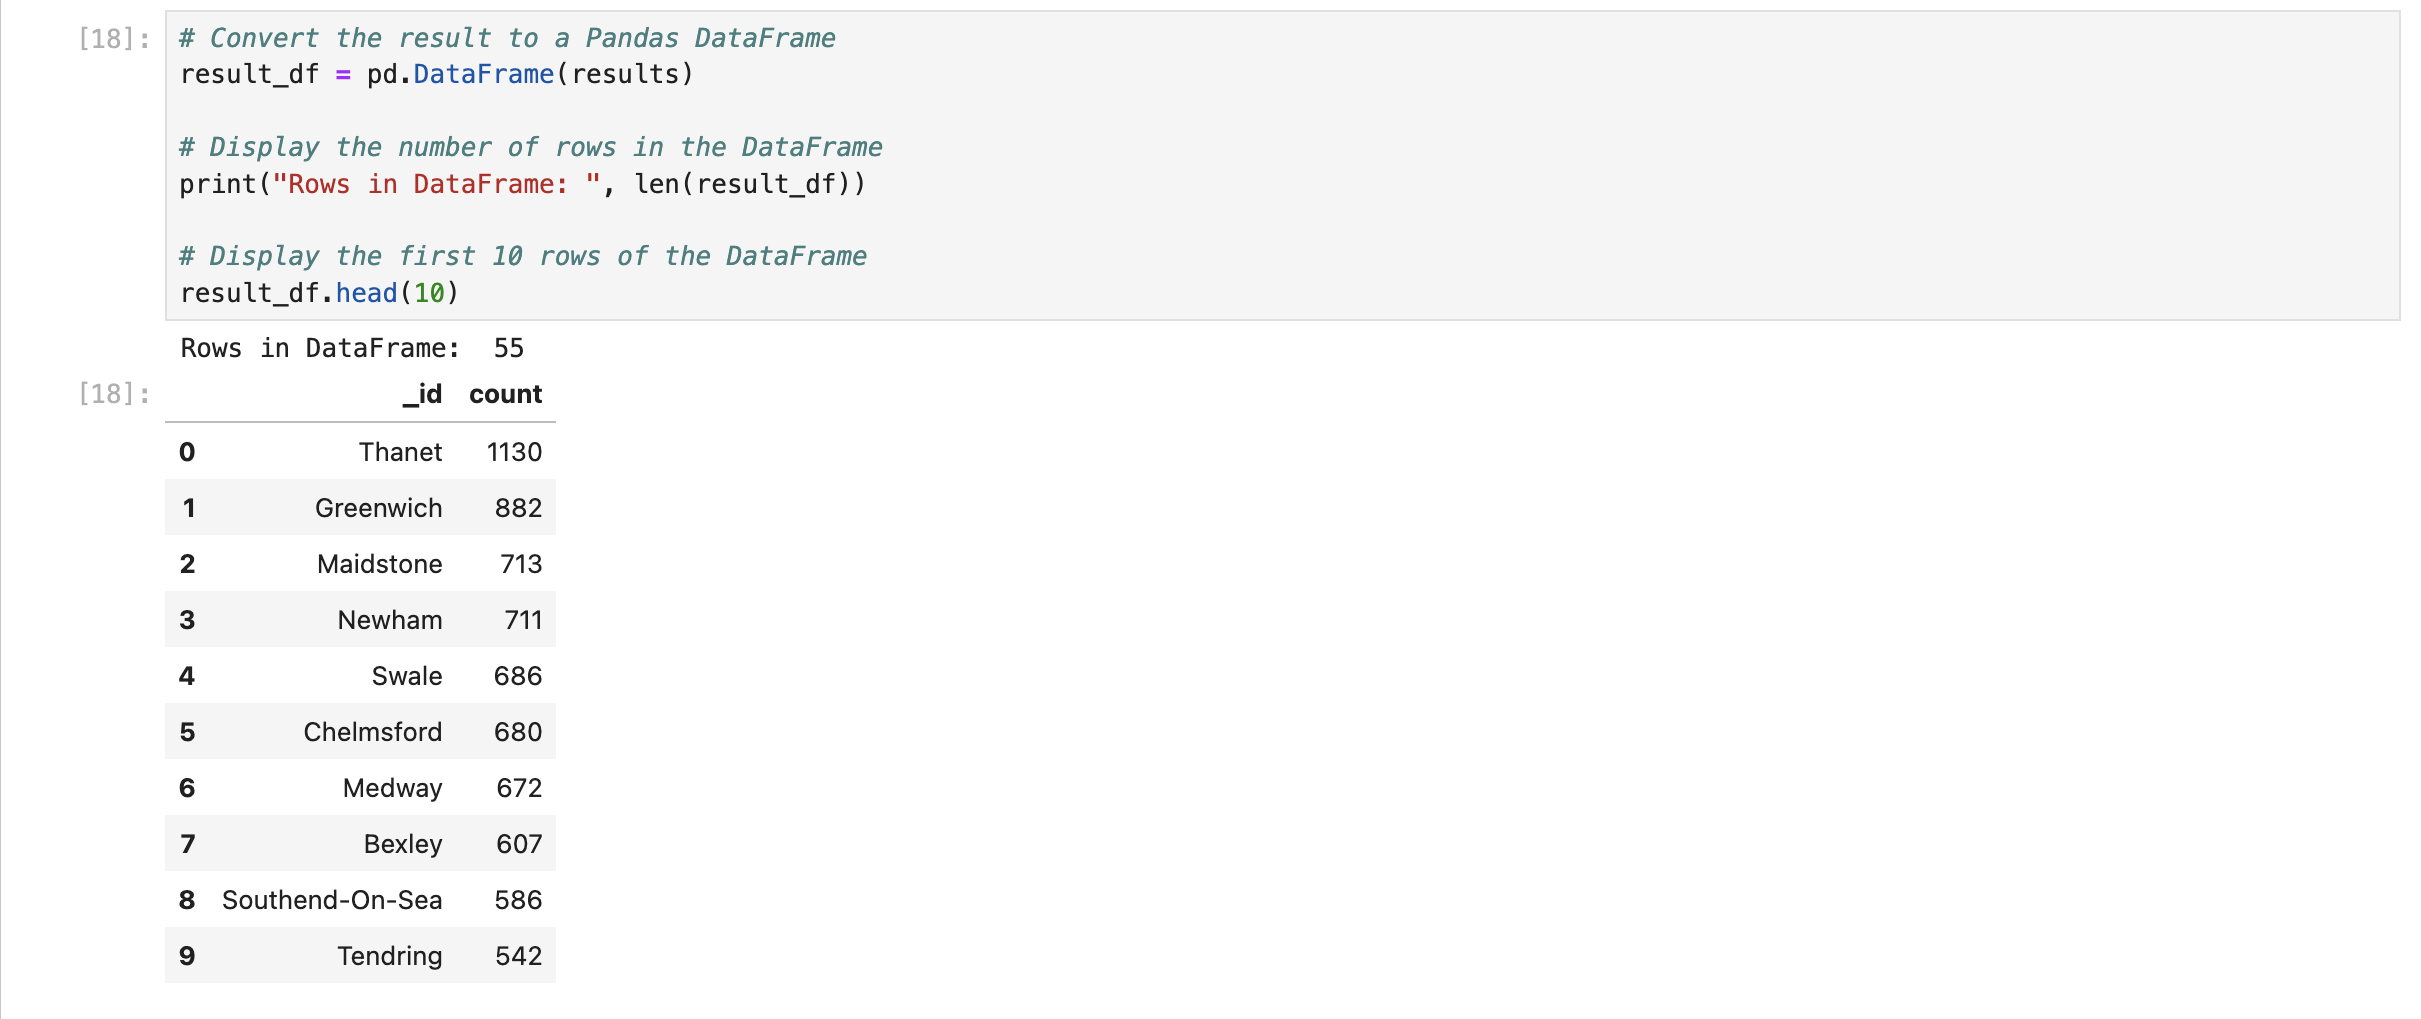 [18]: # Convert the result to a Pandas DataFrame
result_df = pd.DataFrame(results)
# Display the number of rows in the DataFrame
print("Rows in DataFrame: ", len(result_df))
# Display the first 10 rows of the DataFrame
result_df.head(10)
Rows in DataFrame:  55
[18]: _id count
0 Thanet 1130
1 Greenwich 882
2 Maidstone 713
3 Newham 711
4 Swale 686
5 Chelmsford 680
6 Medway 672
7 Bexley 607
8 Southend-On-Sea 586
9 Tendring 542